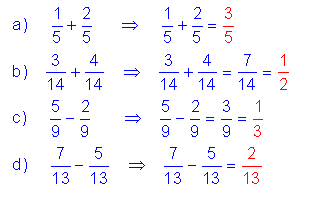 a) 1/5 + 2/5 ⇒ 1/5 + 2/5 = 3/5
b) 3/14 + 4/14 ⇒ 3/14 + 4/14 = 7/14 = 1/2
c) 5/9 − 2/9 ⇒ 5/9 − 2/9 = 3/9 = 1/3
d) 7/13 − 5/13 ⇒ 7/13 − 5/13 = 2/13